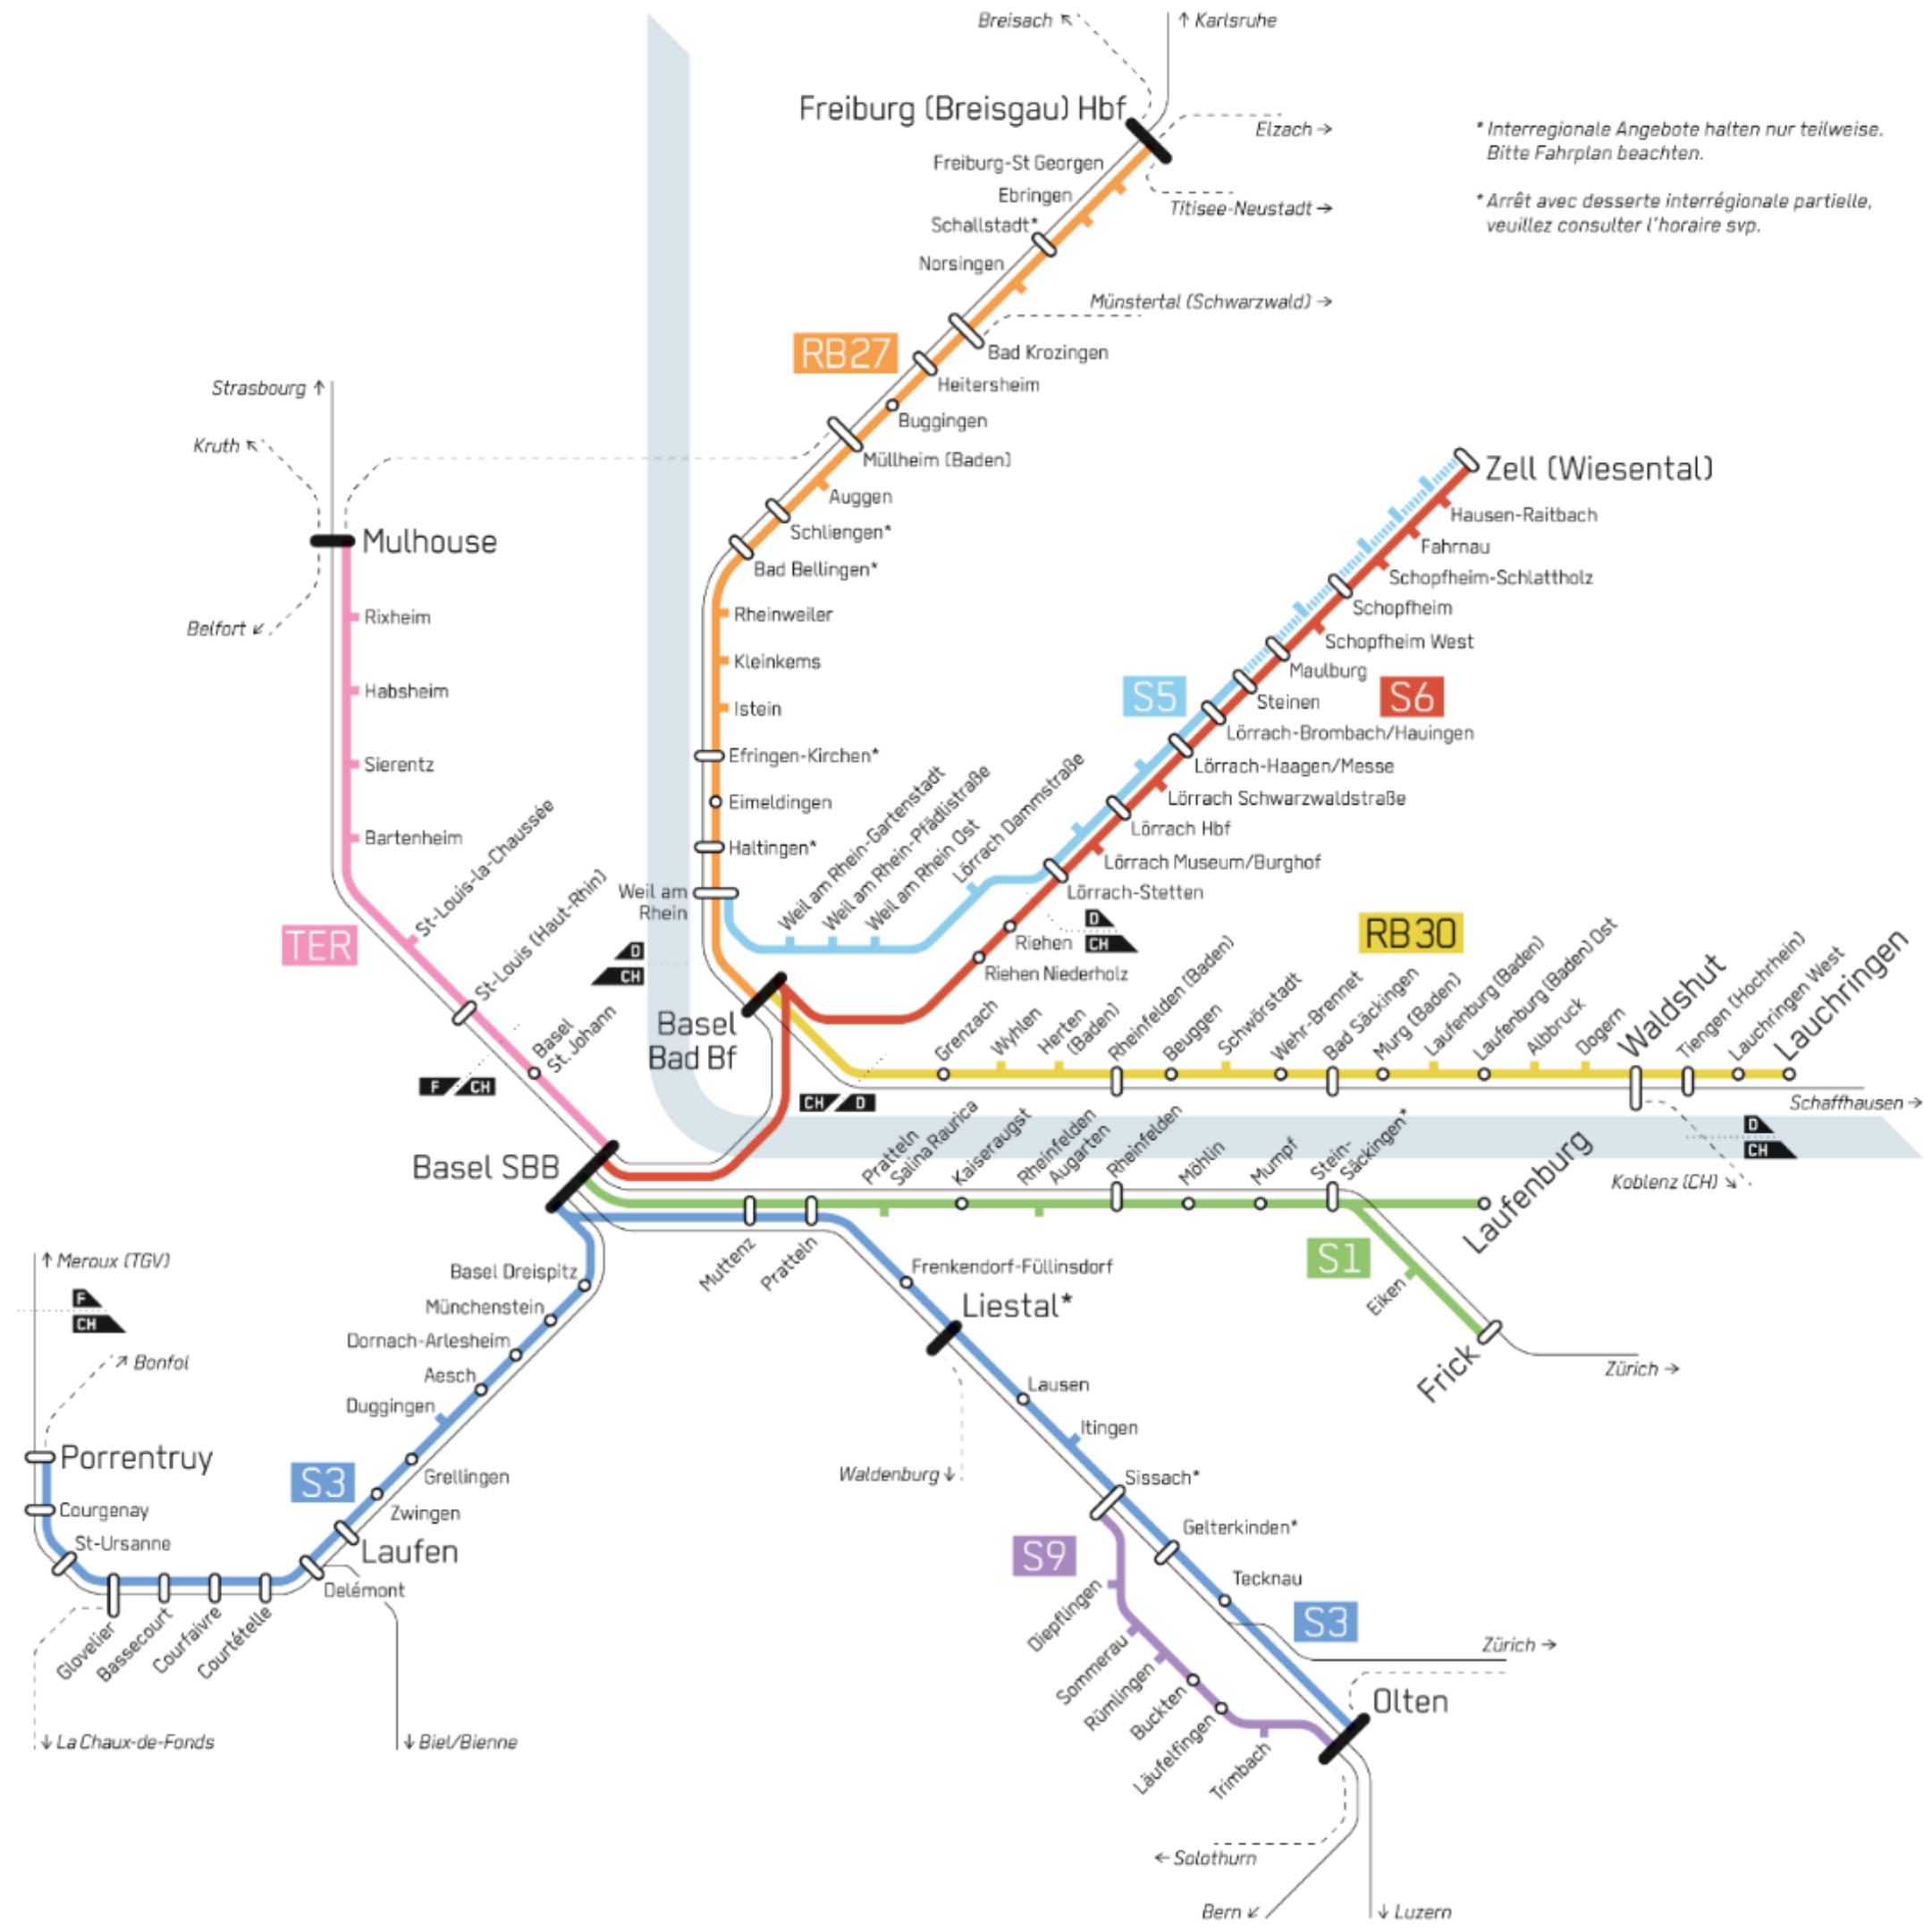 Breisach ↖
↑ Karlsruhe
Freiburg (Breisgau) Hbf
Elzach →
* Interregionale Angebote halten nur teilweise.
Bitte Fahrplan beachten.
Freiburg-St Georgen
Ebringen
Titisee-Neustadt →
* Arrêt avec desserte interrégionale partielle,
veuillez consulter l'horaire svp.
Schallstadt*
Norsingen
Münstertal (Schwarzwald) →
RB27
Bad Krozingen
Heitersheim
Buggingen
Müllheim (Baden)
Auggen
Schliengen*
Bad Bellingen*
Rheinweiler
Kleinkems
Istein
Efringen-Kirchen*
Eimeldingen
Haltingen*
Weil am
Rhein
Strasbourg ↑
Kruth ↖
Mulhouse
Belfort ↙
Rixheim
Habsheim
Sierentz
Bartenheim
St-Louis-la-Chaussée
TER
St-Louis (Haut-Rhin)
Basel
St. Johann
F CH
D
CH
Zell (Wiesental)
Hausen-Raitbach
Fahrnau
Schopfheim-Schlattholz
Schopfheim
Schopfheim West
Maulburg
S5
S6
Steinen
Lörrach-Brombach/Hauingen
Lörrach-Haagen/Messe
Lörrach Schwarzwaldstraße
Lörrach Hbf
Lörrach Museum/Burghof
Lörrach-Stetten
Weil am Rhein-Gartenstadt
Weil am Rhein-Pfädlistraße
Weil am Rhein Ost
Lörrach Dammstraße
D
CH
Riehen
Riehen Niederholz
Basel
Bad Bf
RB30
Grenzach
Wyhlen
Herten
(Baden)
Rheinfelden (Baden)
Beuggen
Schwörstadt
Wehr-Brennet
Bad Säckingen
Murg (Baden)
Laufenburg (Baden)
Laufenburg (Baden) Ost
Albbruck
Dogern
Waldshut
Tiengen (Hochrhein)
Lauchringen West
Lauchringen
Schaffhausen →
CH D
D
CH
Koblenz (CH) ↘
Basel SBB
Pratteln
Salina Raurica
Kaiseraugst
Rheinfelden
Augarten
Rheinfelden
Möhlin
Mumpf
Stein-
Säckingen*
Laufenburg
S1
Eiken
Frick
Zürich →
Muttenz
Pratteln
Frenkendorf-Füllinsdorf
Liestal*
Lausen
Itingen
Waldenburg ↓
Sissach*
Gelterkinden*
Tecknau
S9
S3
Zürich →
Diepflingen
Sommerau
Rümlingen
Buckten
Läufelfingen
Trimbach
Olten
← Solothurn
Bern ↙
↓ Luzern
Basel Dreispitz
Münchenstein
Dornach-Arlesheim
Aesch
Duggingen
Grellingen
Zwingen
S3
Laufen
Delémont
↑ Meroux (TGV)
F
CH
↗ Bonfol
Porrentruy
Courgenay
St-Ursanne
Glovelier
Bassecourt
Courfaivre
Courtételle
↓ La Chaux-de-Fonds
↓ Biel/Bienne